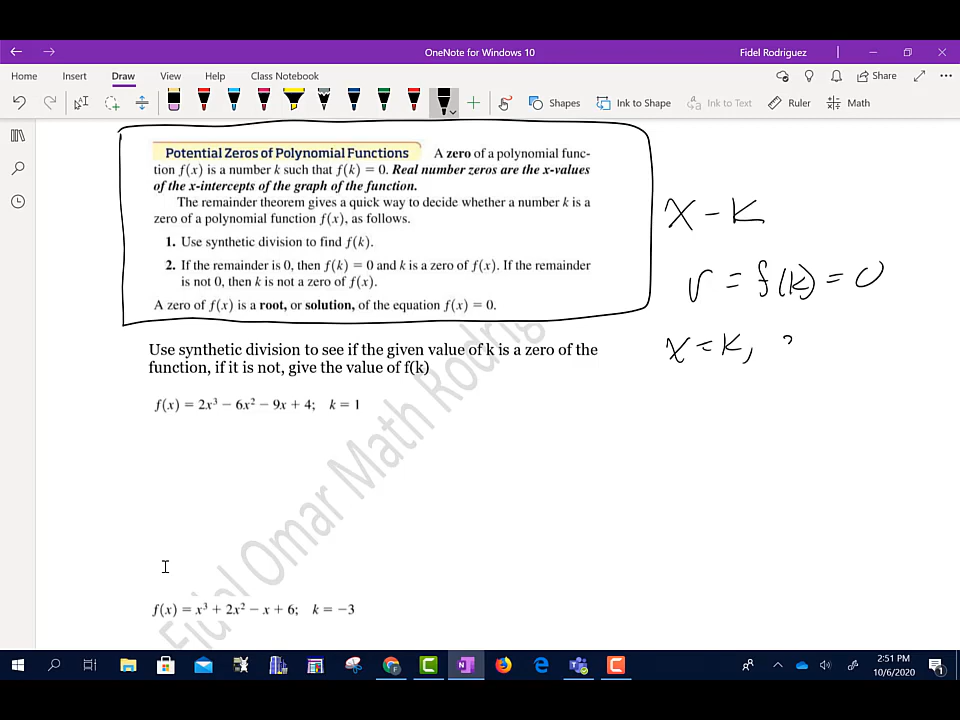 OneNote for Windows 10
Fidel Rodriguez
Home Insert Draw View Help Class Notebook Share
Shapes Ink to Shape Ink to Text Ruler Math
Potential Zeros of Polynomial Functions A zero of a polynomial func-
tion f(x) is a number k such that f(k) = 0. Real number zeros are the x-values
of the x-intercepts of the graph of the function.
The remainder theorem gives a quick way to decide whether a number k is a
zero of a polynomial function f(x), as follows.
1. Use synthetic division to find f(k).
2. If the remainder is 0, then f(k) = 0 and k is a zero of f(x). If the remainder
is not 0, then k is not a zero of f(x).
A zero of f(x) is a root, or solution, of the equation f(x) = 0.
x - k
r = f(k) = 0
x = k,
Use synthetic division to see if the given value of k is a zero of the
function, if it is not, give the value of f(k)
f(x) = 2x³ − 6x² − 9x + 4; k = 1
f(x) = x³ + 2x² − x + 6; k = −3
Fidel Omar Math Rodrig
2:51 PM
10/6/2020